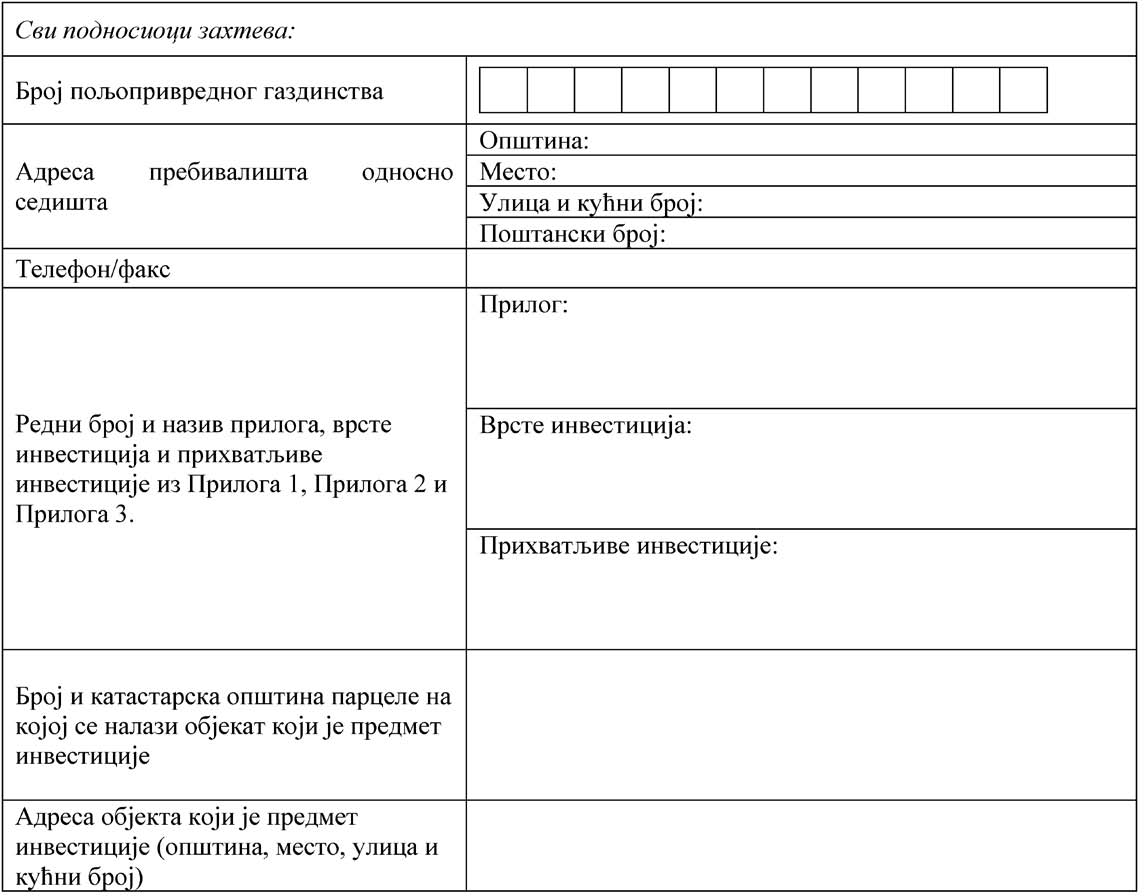 Сви подносиоци захтева:
Број пољопривредног газдинства
Адреса пребивалишта односно
седишта
Општина:
Место:
Улица и кућни број:
Поштански број:
Телефон/факс
Редни број и назив прилога, врсте
инвестиција и прихватљиве
инвестиције из Прилога 1, Прилога 2 и
Прилога 3.
Прилог:
Врсте инвестиција:
Прихватљиве инвестиције:
Број и катастарска општина парцеле на
којој се налази објекат који је предмет
инвестиције
Адреса објекта који је предмет
инвестиције (општина, место, улица и
кућни број)